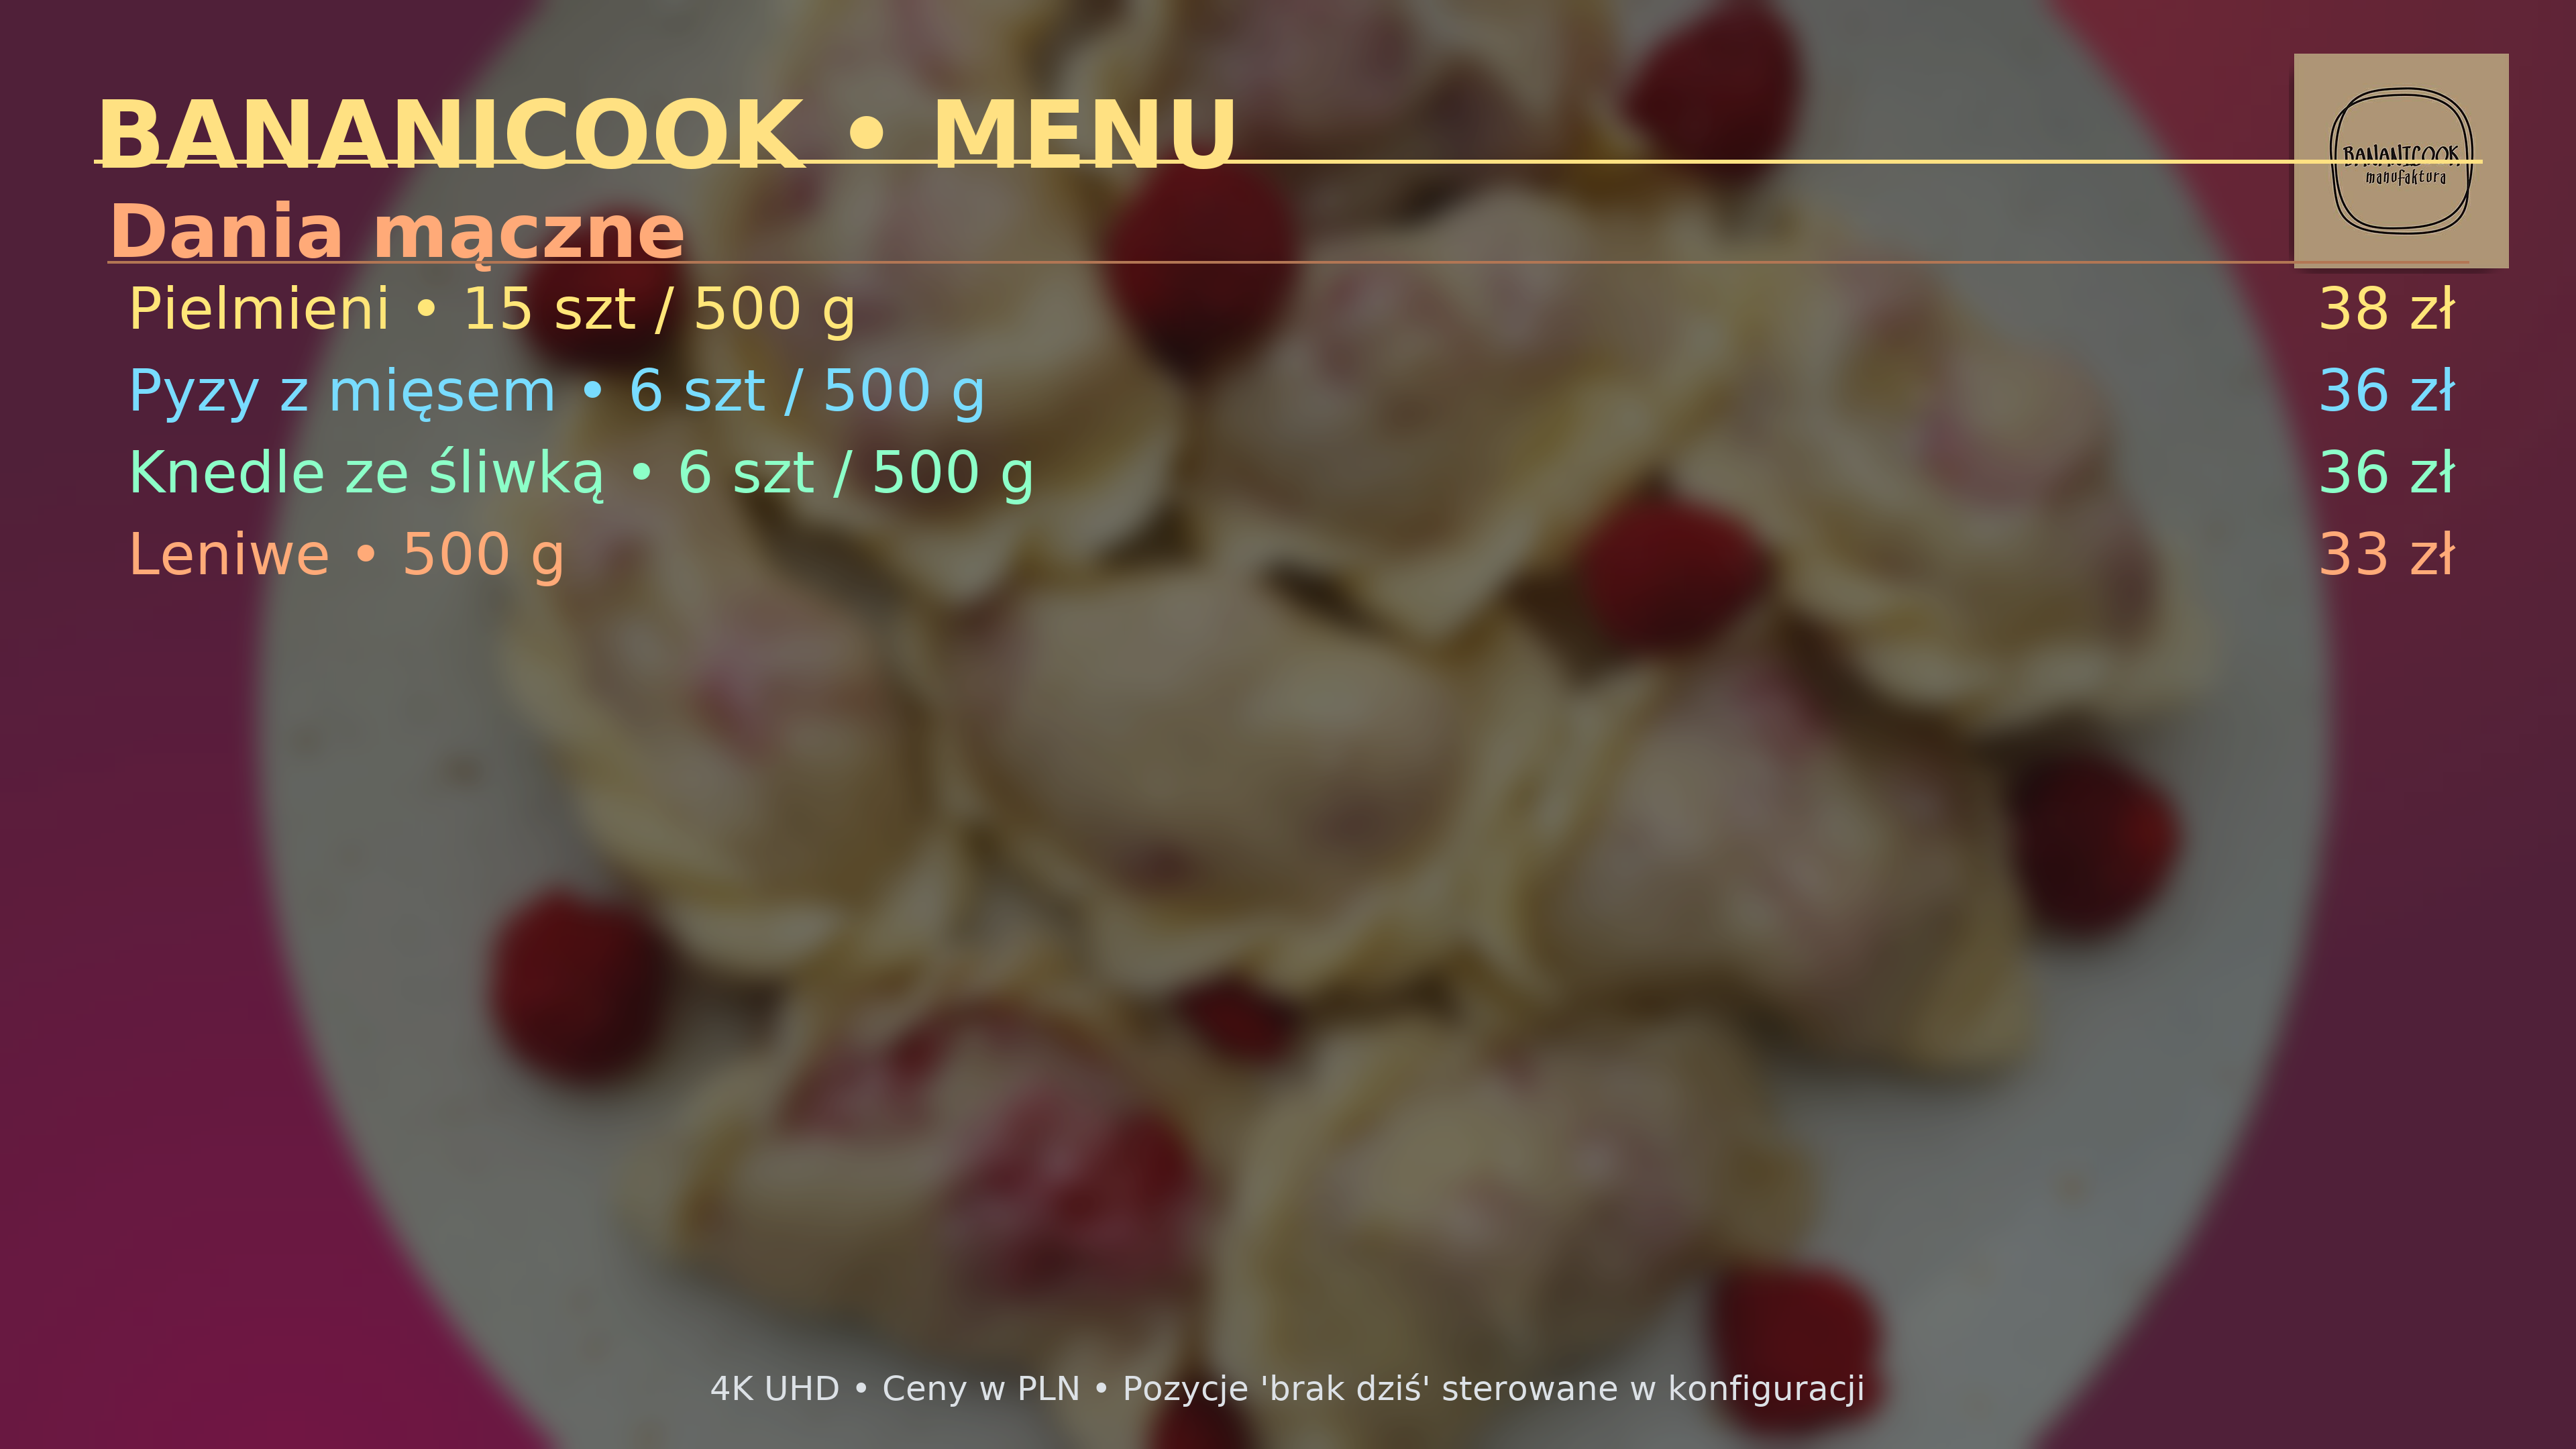 BANANICOOK • MENU
BANANICOOK
manufaktura
Dania mączne
Pielmieni • 15 szt / 500 g 38 zł
Pyzy z mięsem • 6 szt / 500 g 36 zł
Knedle ze śliwką • 6 szt / 500 g 36 zł
Leniwe • 500 g 33 zł
4K UHD • Ceny w PLN • Pozycje 'brak dziś' sterowane w konfiguracji